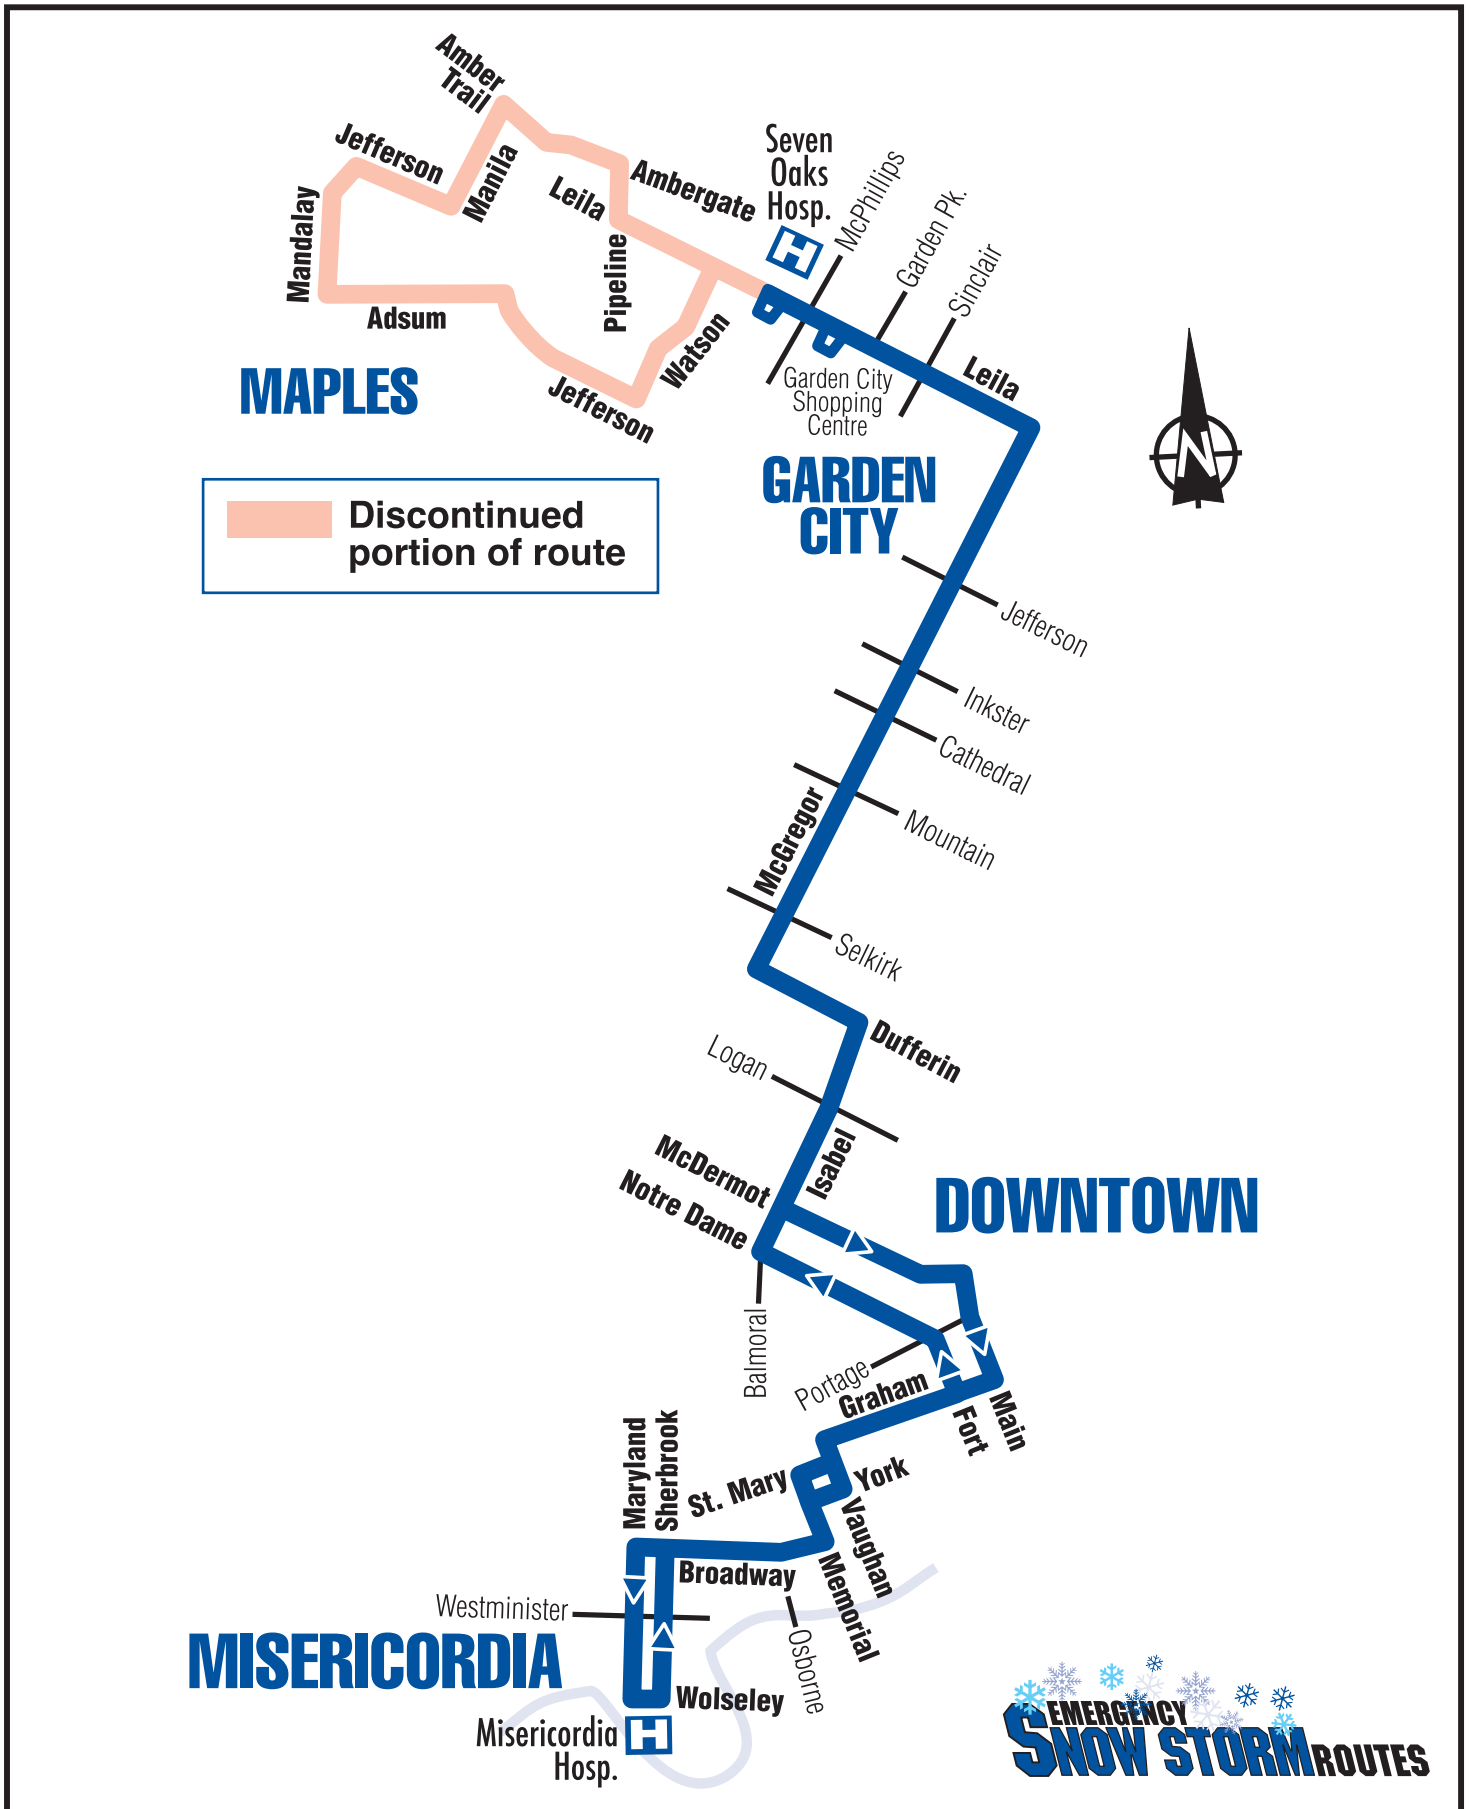 Amber
Trail
Jefferson
Manila
Mandalay
Leila
Ambergate
Pipeline
Adsum
Watson
Jefferson
MAPLES
Seven
Oaks
Hosp.
H
McPhillips
Garden Pk.
Sinclair
Leila
Garden City
Shopping
Centre
GARDEN
CITY
N
Discontinued
portion of route
Jefferson
Inkster
Cathedral
Mountain
McGregor
Selkirk
Dufferin
Logan
Isabel
McDermot
Notre Dame
DOWNTOWN
Balmoral
Portage
Graham
Fort
Main
Maryland
Sherbrook
St. Mary
York
Vaughan
Memorial
Broadway
Osborne
Westminister
MISERICORDIA
Wolseley
Misericordia
Hosp.
H
EMERGENCY
SNOW STORM ROUTES